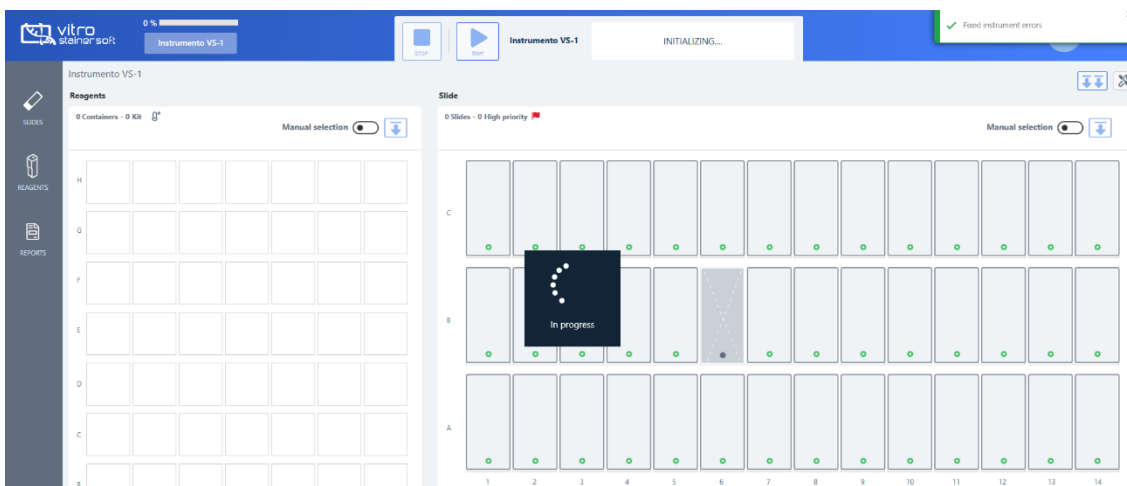 vitro
stainer soft
0 %
Instrumento VS-1
STOP
Start
Instrumento VS-1
INITIALIZING....
Fixed instrument errors
Instrumento VS-1
SLIDES
REAGENTS
REPORTS
Reagents
0 Containers - 0 Kit
Manual selection
H
G
F
E
D
C
Slide
0 Slides - 0 High priority
Manual selection
C
B
A
In progress
1 2 3 4 5 6 7 8 9 10 11 12 13 14